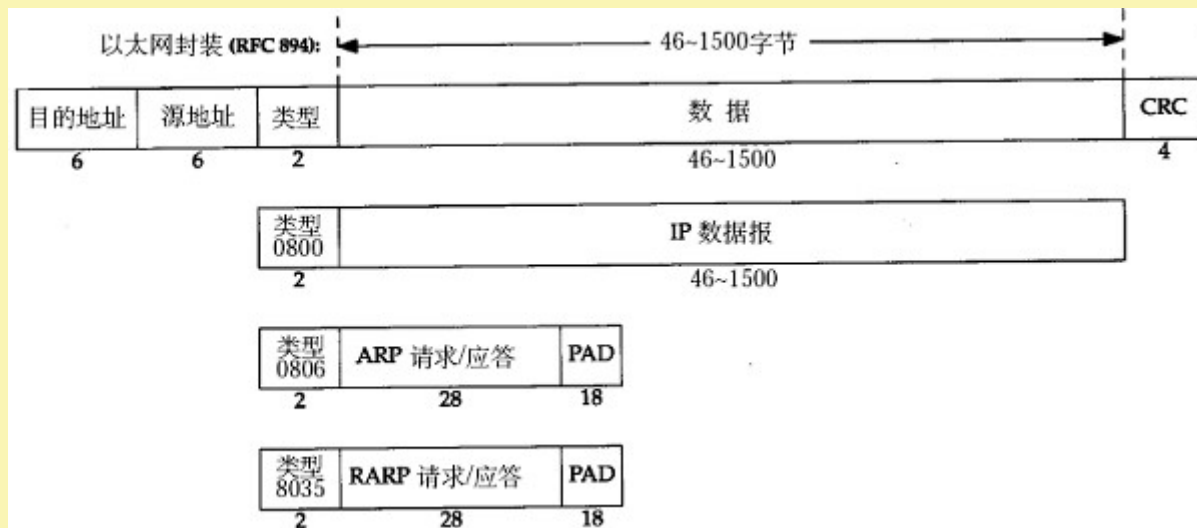 以太网封装 (RFC 894): 46~1500字节
目的地址 源地址 类型 数 据 CRC
6 6 2 46~1500 4
类型
0800 IP 数据报
2 46~1500
类型
0806 ARP 请求/应答 PAD
2 28 18
类型
8035 RARP 请求/应答 PAD
2 28 18